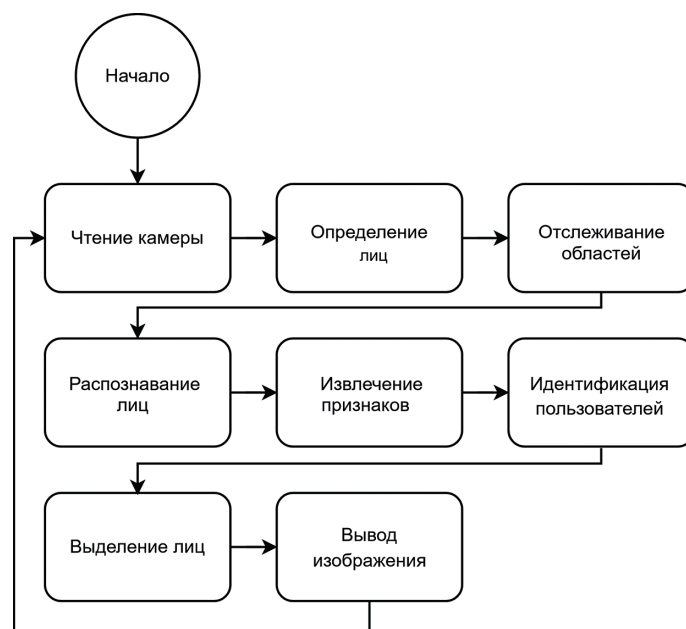 Начало
Чтение камеры
Определение
лиц
Отслеживание
областей
Распознавание
лиц
Извлечение
признаков
Идентификация
пользователей
Выделение лиц
Вывод
изображения